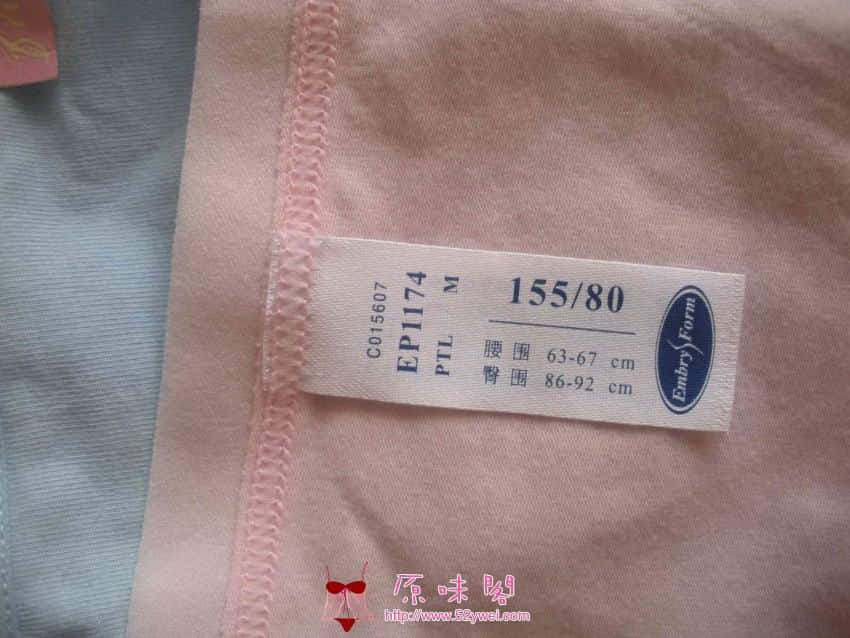 155/80
腰围 63-67 cm
臀围 86-92 cm
C015607
EP1174
PTL M
Embry Form
原味閣
http://www.52ywei.com